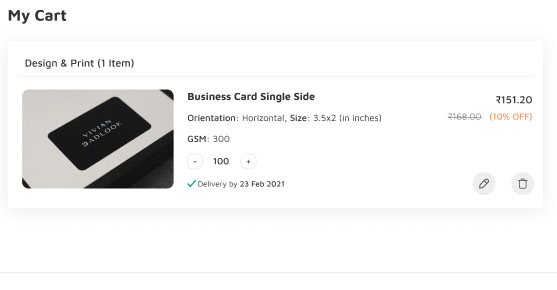 My Cart
Design & Print (1 Item)
Business Card Single Side
₹151.20
Orientation: Horizontal, Size: 3.5x2 (in inches)
₹168.00 (10% OFF)
GSM: 300
- 100 +
Delivery by 23 Feb 2021
VIVIAN
BADLOOK